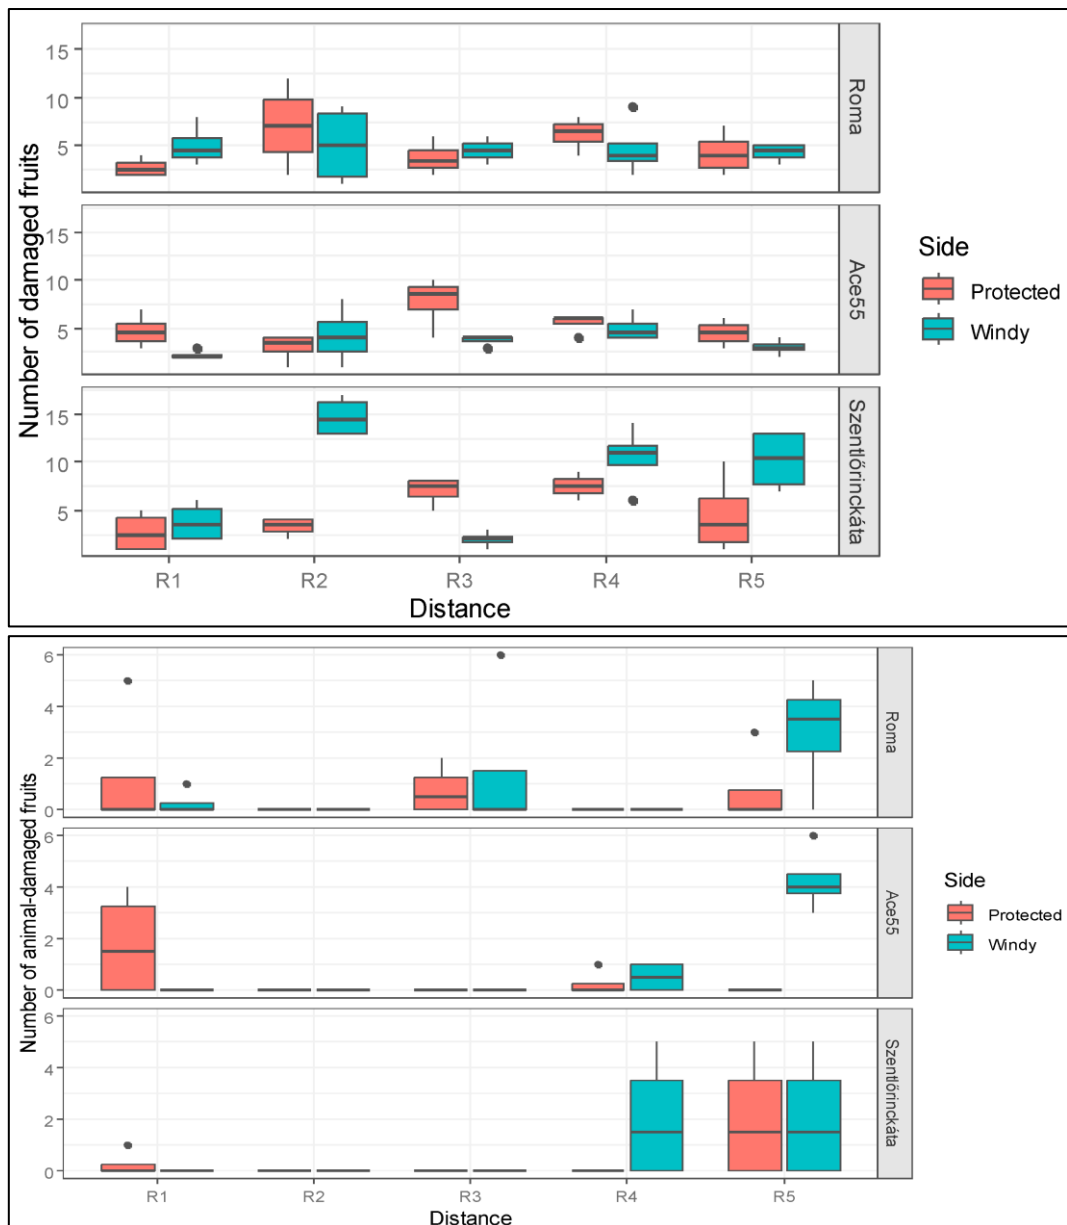 Number of damaged fruits
15
10
5
Roma
15
10
5
Ace55
15
10
5
Szentlőrinckáta
R1 R2 R3 R4 R5
Distance
Side
Protected
Windy
Number of animal-damaged fruits
6
4
2
0
Roma
6
4
2
0
Ace55
6
4
2
0
Szentlőrinckáta
R1 R2 R3 R4 R5
Distance
Side
Protected
Windy